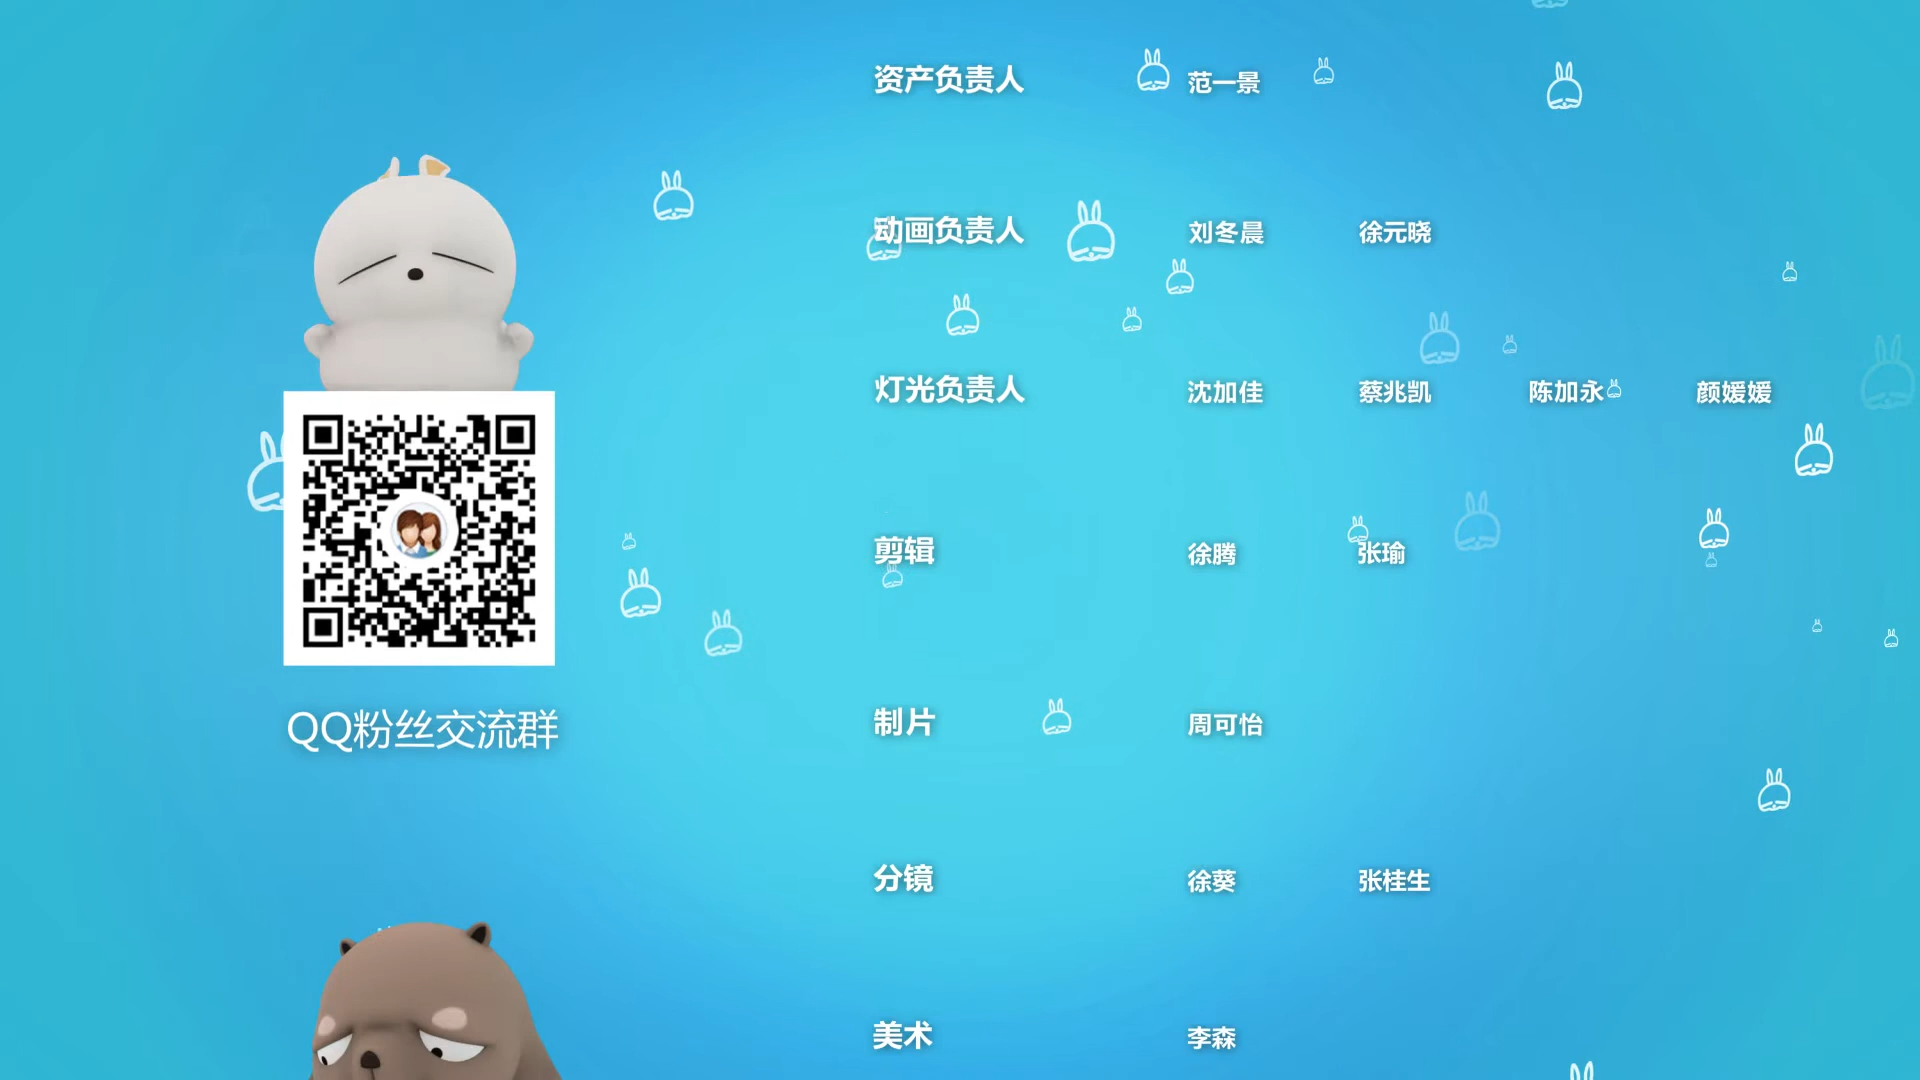 资产负责人 范一景
动画负责人 刘冬晨 徐元晓
灯光负责人 沈加佳 蔡兆凯 陈加永 颜媛媛
剪辑 徐腾 张瑜
制片 周可怡
分镜 徐葵 张桂生
美术 李森
QQ粉丝交流群